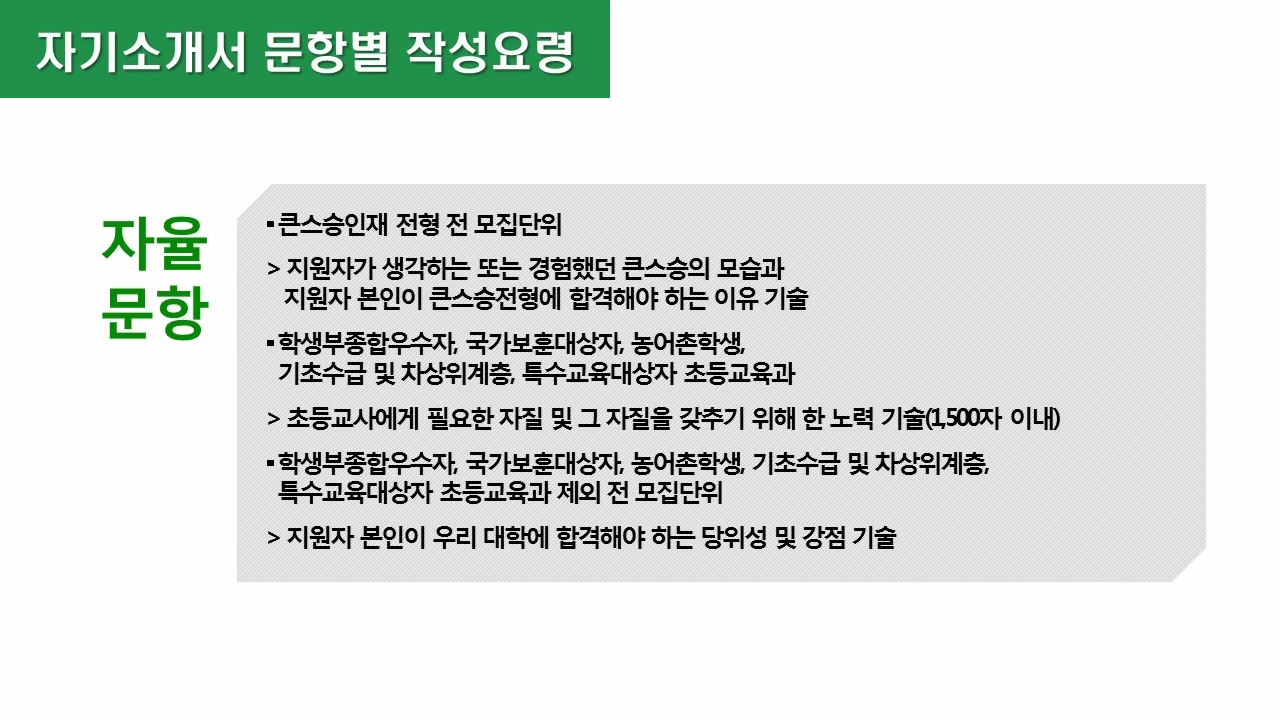 자기소개서 문항별 작성요령
자율
문항
▪큰스승인재 전형 전 모집단위
> 지원자가 생각하는 또는 경험했던 큰스승의 모습과
지원자 본인이 큰스승전형에 합격해야 하는 이유 기술
▪학생부종합우수자, 국가보훈대상자, 농어촌학생,
기초수급 및 차상위계층, 특수교육대상자 초등교육과
> 초등교사에게 필요한 자질 및 그 자질을 갖추기 위해 한 노력 기술(1,500자 이내)
▪학생부종합우수자, 국가보훈대상자, 농어촌학생, 기초수급 및 차상위계층,
특수교육대상자 초등교육과 제외 전 모집단위
> 지원자 본인이 우리 대학에 합격해야 하는 당위성 및 강점 기술